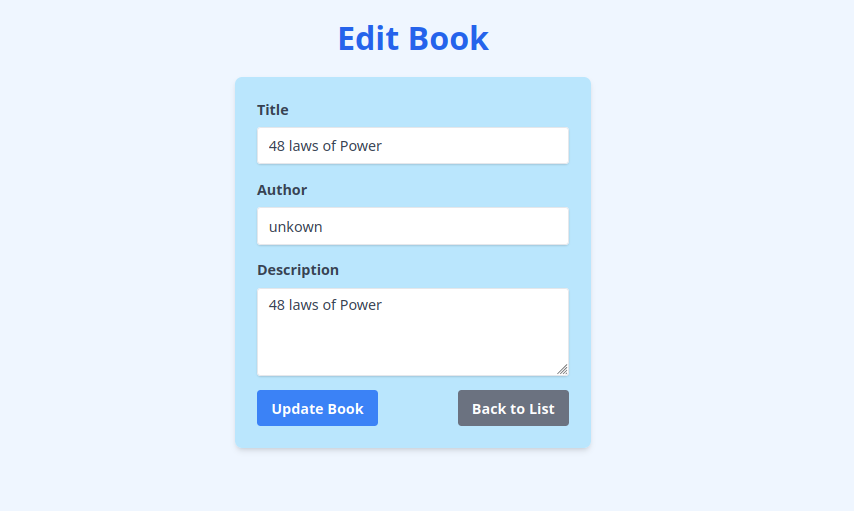 Edit Book
Title
48 laws of Power
Author
unkown
Description
48 laws of Power
Update Book
Back to List